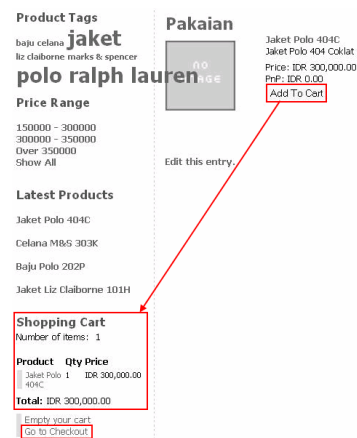 Product Tags
baju celana jaket
liz claiborne marks & spencer
polo ralph lauren
Price Range
150000 - 300000
300000 - 350000
Over 350000
Show All
Latest Products
Jaket Polo 404C
Celana M&S 303K
Baju Polo 202P
Jaket Liz Claiborne 101H
Shopping Cart
Number of items: 1
Product Qty Price
Jaket Polo 1 IDR 300,000.00
404C
Total: IDR 300,000.00
Empty your cart
Go to Checkout
Pakaian
NO
IMAGE
Edit this entry.
Jaket Polo 404C
Jaket Polo 404 Coklat
Price: IDR 300,000.00
PnP: IDR 0.00
Add To Cart